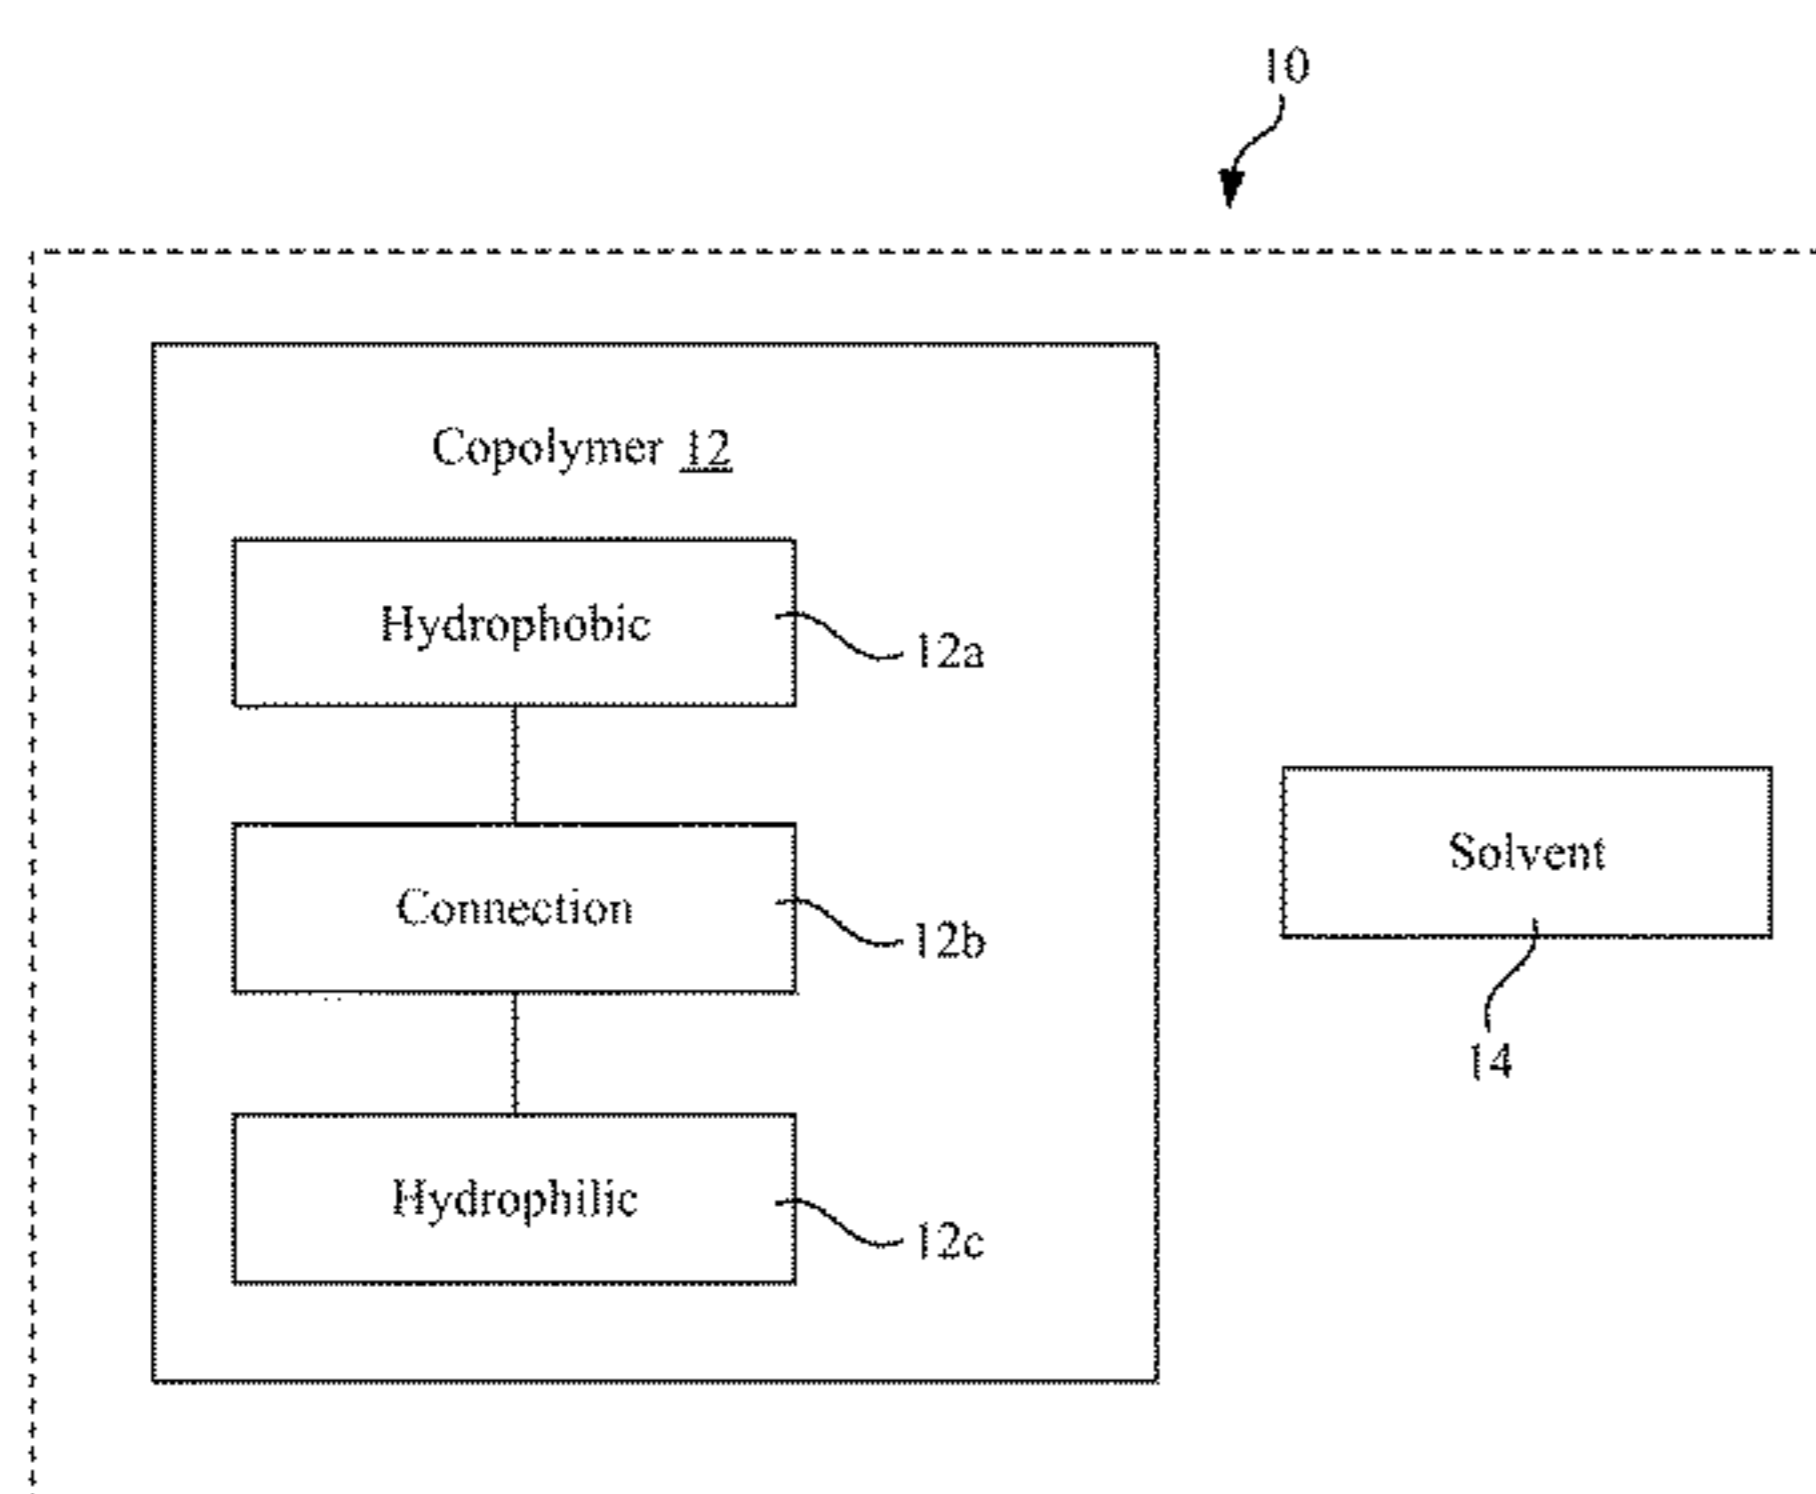 10
Copolymer 12
Hydrophobic
12a
Solvent
Connection
12b
14
Hydrophilic
12c